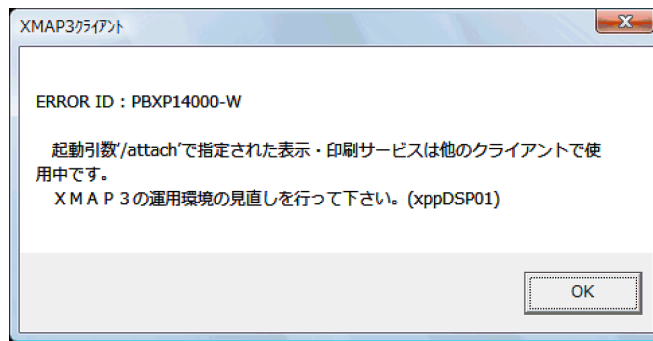 XMAP3ｸﾗｲｱﾝﾄ
ERROR ID：PBXP14000-W
起動引数'/attach'で指定された表示・印刷サービスは他のクライアントで使
用中です。
ＸＭＡＰ３の運用環境の見直しを行って下さい。(xppDSP01)
OK